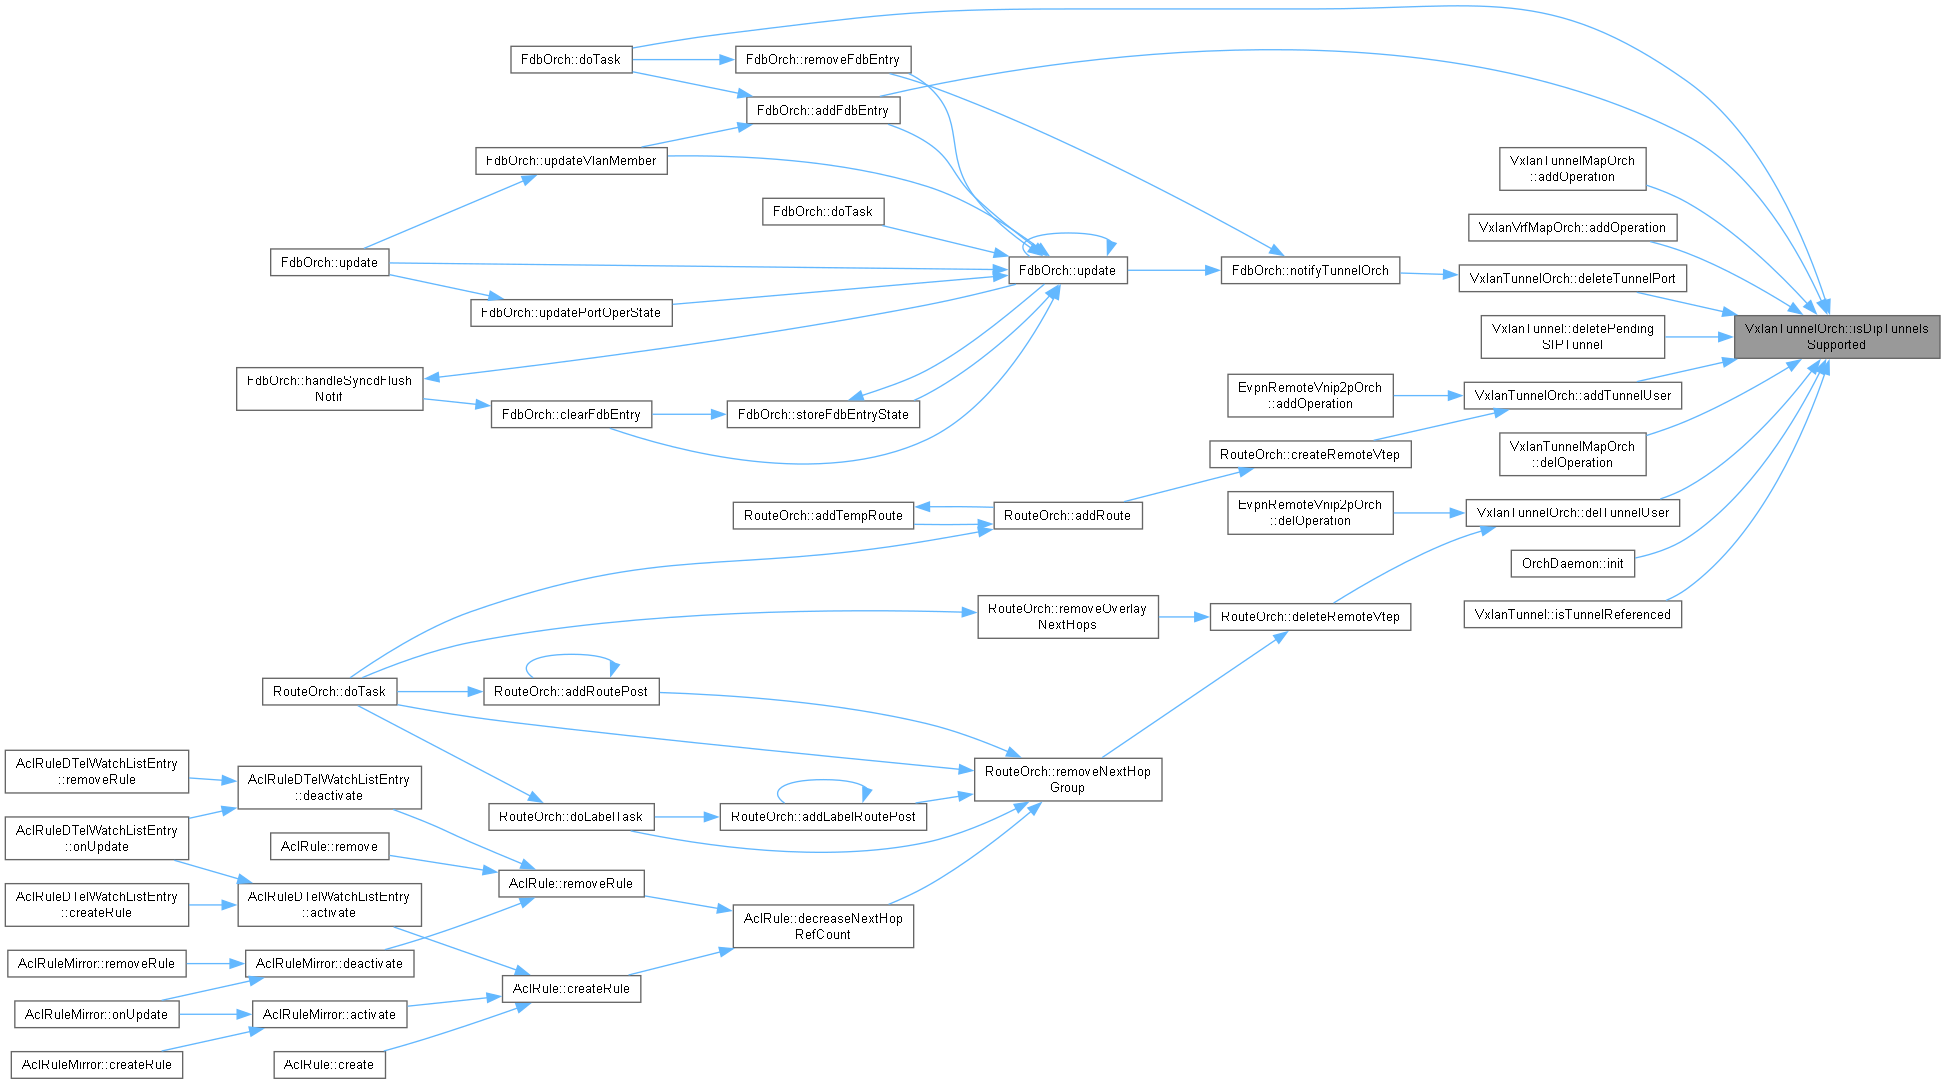 FdbOrch::doTask
FdbOrch::removeFdbEntry
FdbOrch::addFdbEntry
FdbOrch::updateVlanMember
VxlanTunnelMapOrch
::addOperation
FdbOrch::doTask
VxlanVrfMapOrch::addOperation
FdbOrch::update
FdbOrch::update
FdbOrch::notifyTunnelOrch
VxlanTunnelOrch::deleteTunnelPort
FdbOrch::updatePortOperState
VxlanTunnel::deletePending
SIPTunnel
VxlanTunnelOrch::isDipTunnels
Supported
FdbOrch::handleSyncdFlush
Notif
FdbOrch::clearFdbEntry
FdbOrch::storeFdbEntryState
EvpnRemoteVnip2pOrch
::addOperation
VxlanTunnelOrch::addTunnelUser
RouteOrch::createRemoteVtep
VxlanTunnelMapOrch
::delOperation
RouteOrch::addTempRoute
RouteOrch::addRoute
EvpnRemoteVnip2pOrch
::delOperation
VxlanTunnelOrch::delTunnelUser
OrchDaemon::init
RouteOrch::removeOverlay
NextHops
RouteOrch::deleteRemoteVtep
VxlanTunnel::isTunnelReferenced
RouteOrch::doTask
RouteOrch::addRoutePost
AclRuleDTelWatchListEntry
::removeRule
AclRuleDTelWatchListEntry
::deactivate
RouteOrch::removeNextHop
Group
RouteOrch::doLabelTask
RouteOrch::addLabelRoutePost
AclRuleDTelWatchListEntry
::onUpdate
AclRule::remove
AclRule::removeRule
AclRuleDTelWatchListEntry
::createRule
AclRuleDTelWatchListEntry
::activate
AclRule::decreaseNextHop
RefCount
AclRuleMirror::removeRule
AclRuleMirror::deactivate
AclRule::createRule
AclRuleMirror::onUpdate
AclRuleMirror::activate
AclRuleMirror::createRule
AclRule::create